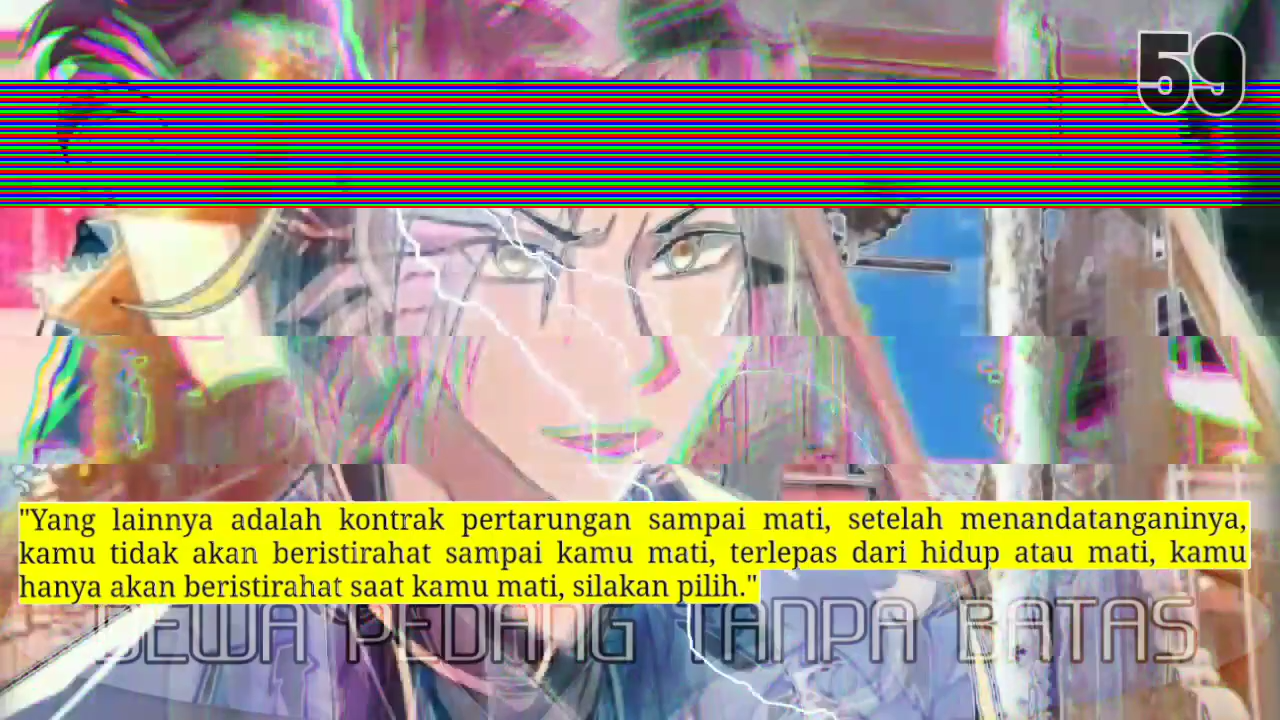 59
"Yang lainnya adalah kontrak pertarungan sampai mati, setelah menandatanganinya,
kamu tidak akan beristirahat sampai kamu mati, terlepas dari hidup atau mati, kamu
hanya akan beristirahat saat kamu mati, silakan pilih."
DEWA PEDANG TANPA BATAS